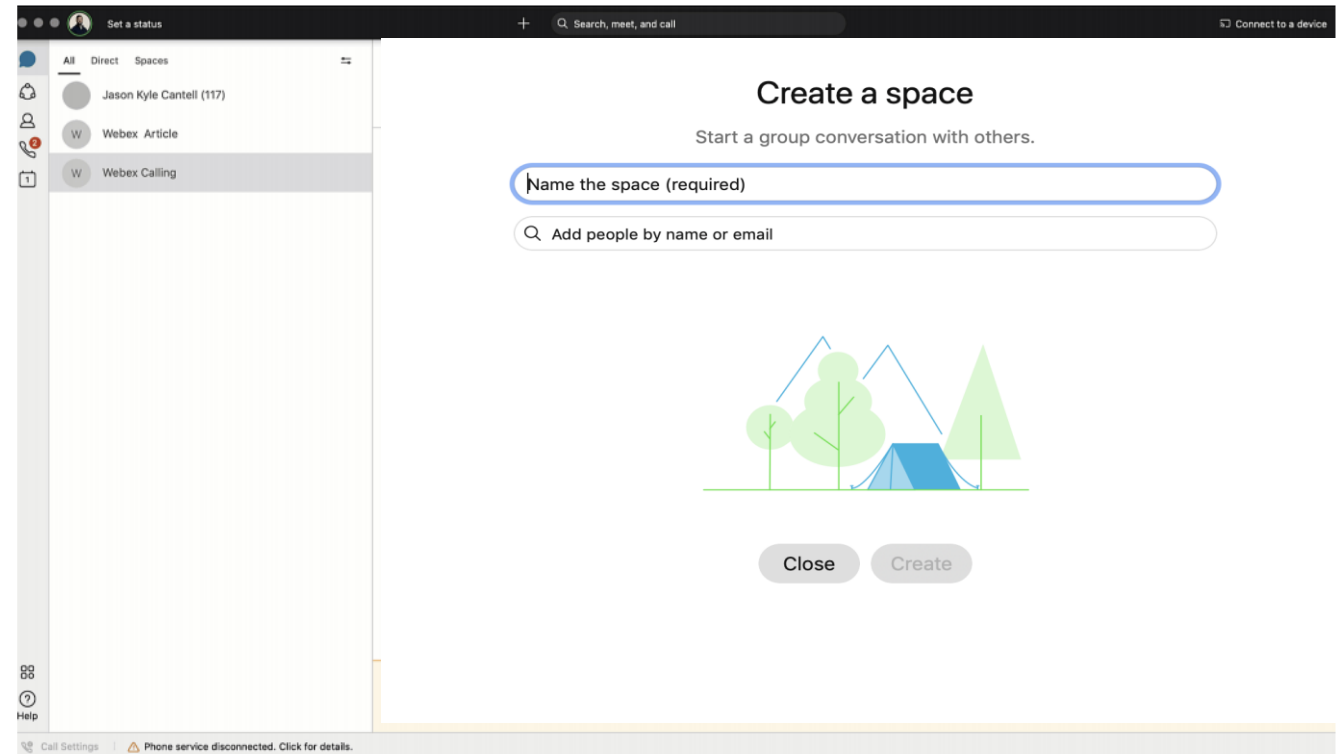 Set a status
Search, meet, and call
Connect to a device
All Direct Spaces
Jason Kyle Cantell (117)
W Webex Article
W Webex Calling
2
1
Help
Create a space
Start a group conversation with others.
Name the space (required)
Add people by name or email
Close Create
Call Settings Phone service disconnected. Click for details.